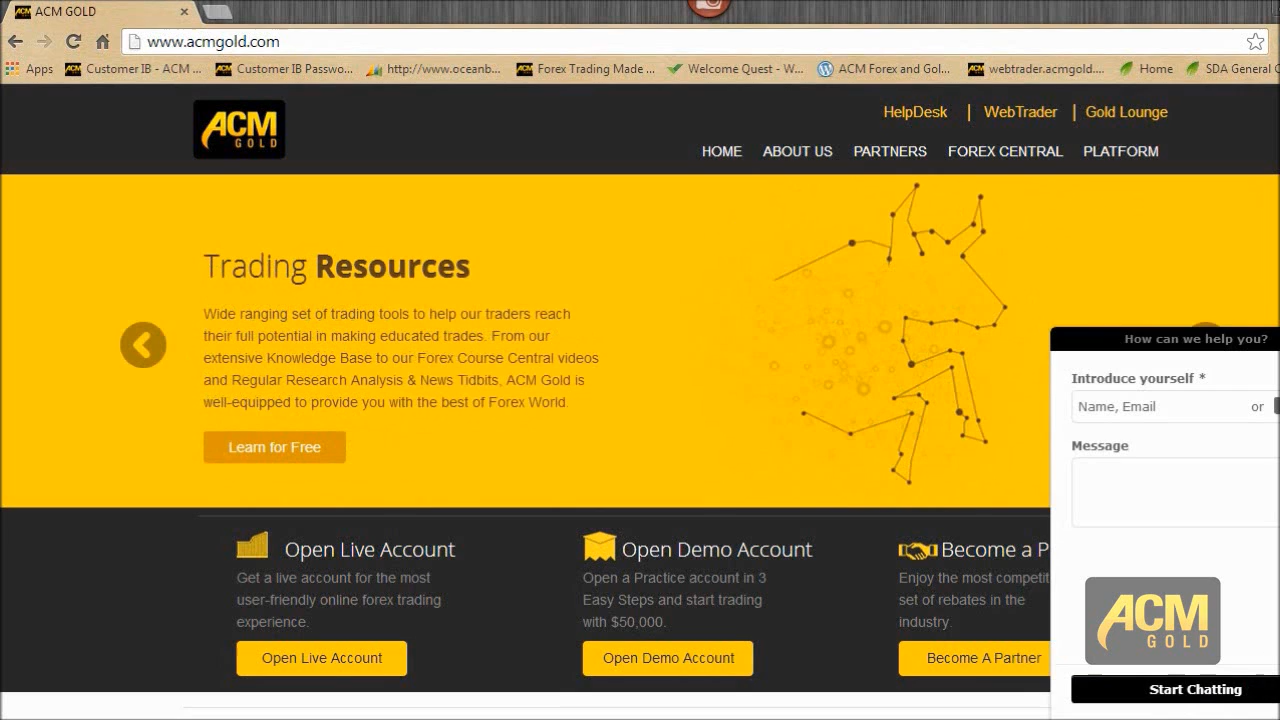 ACM GOLD
www.acmgold.com
Apps Customer IB - ACM ... Customer IB Passwo... http://www.oceanb... Forex Trading Made ... Welcome Quest - W... ACM Forex and Gol... webtrader.acmgold.... Home SDA General C
ACM
GOLD
HelpDesk | WebTrader | Gold Lounge
HOME ABOUT US PARTNERS FOREX CENTRAL PLATFORM
Trading Resources
Wide ranging set of trading tools to help our traders reach
their full potential in making educated trades. From our
extensive Knowledge Base to our Forex Course Central videos
and Regular Research Analysis & News Tidbits, ACM Gold is
well-equipped to provide you with the best of Forex World.
Learn for Free
How can we help you?
Introduce yourself *
Name, Email or
Message
Open Live Account
Get a live account for the most
user-friendly online forex trading
experience.
Open Live Account
Open Demo Account
Open a Practice account in 3
Easy Steps and start trading
with $50,000.
Open Demo Account
Become a P
Enjoy the most competit
set of rebates in the
industry.
Become A Partner
ACM
GOLD
Start Chatting